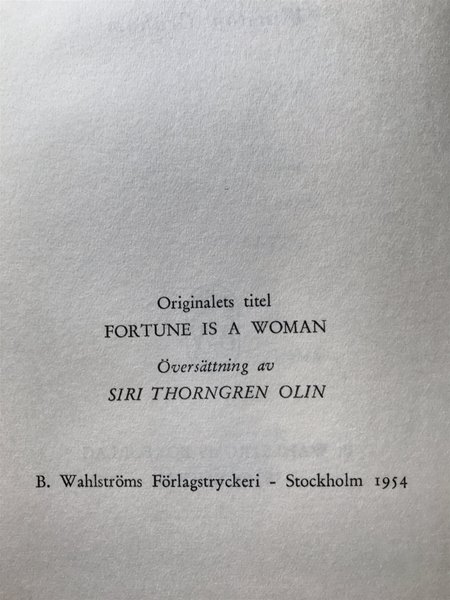 Originalets titel
FORTUNE IS A WOMAN
Översättning av
SIRI THORNGREN OLIN
B. Wahlströms Förlagstryckeri - Stockholm 1954